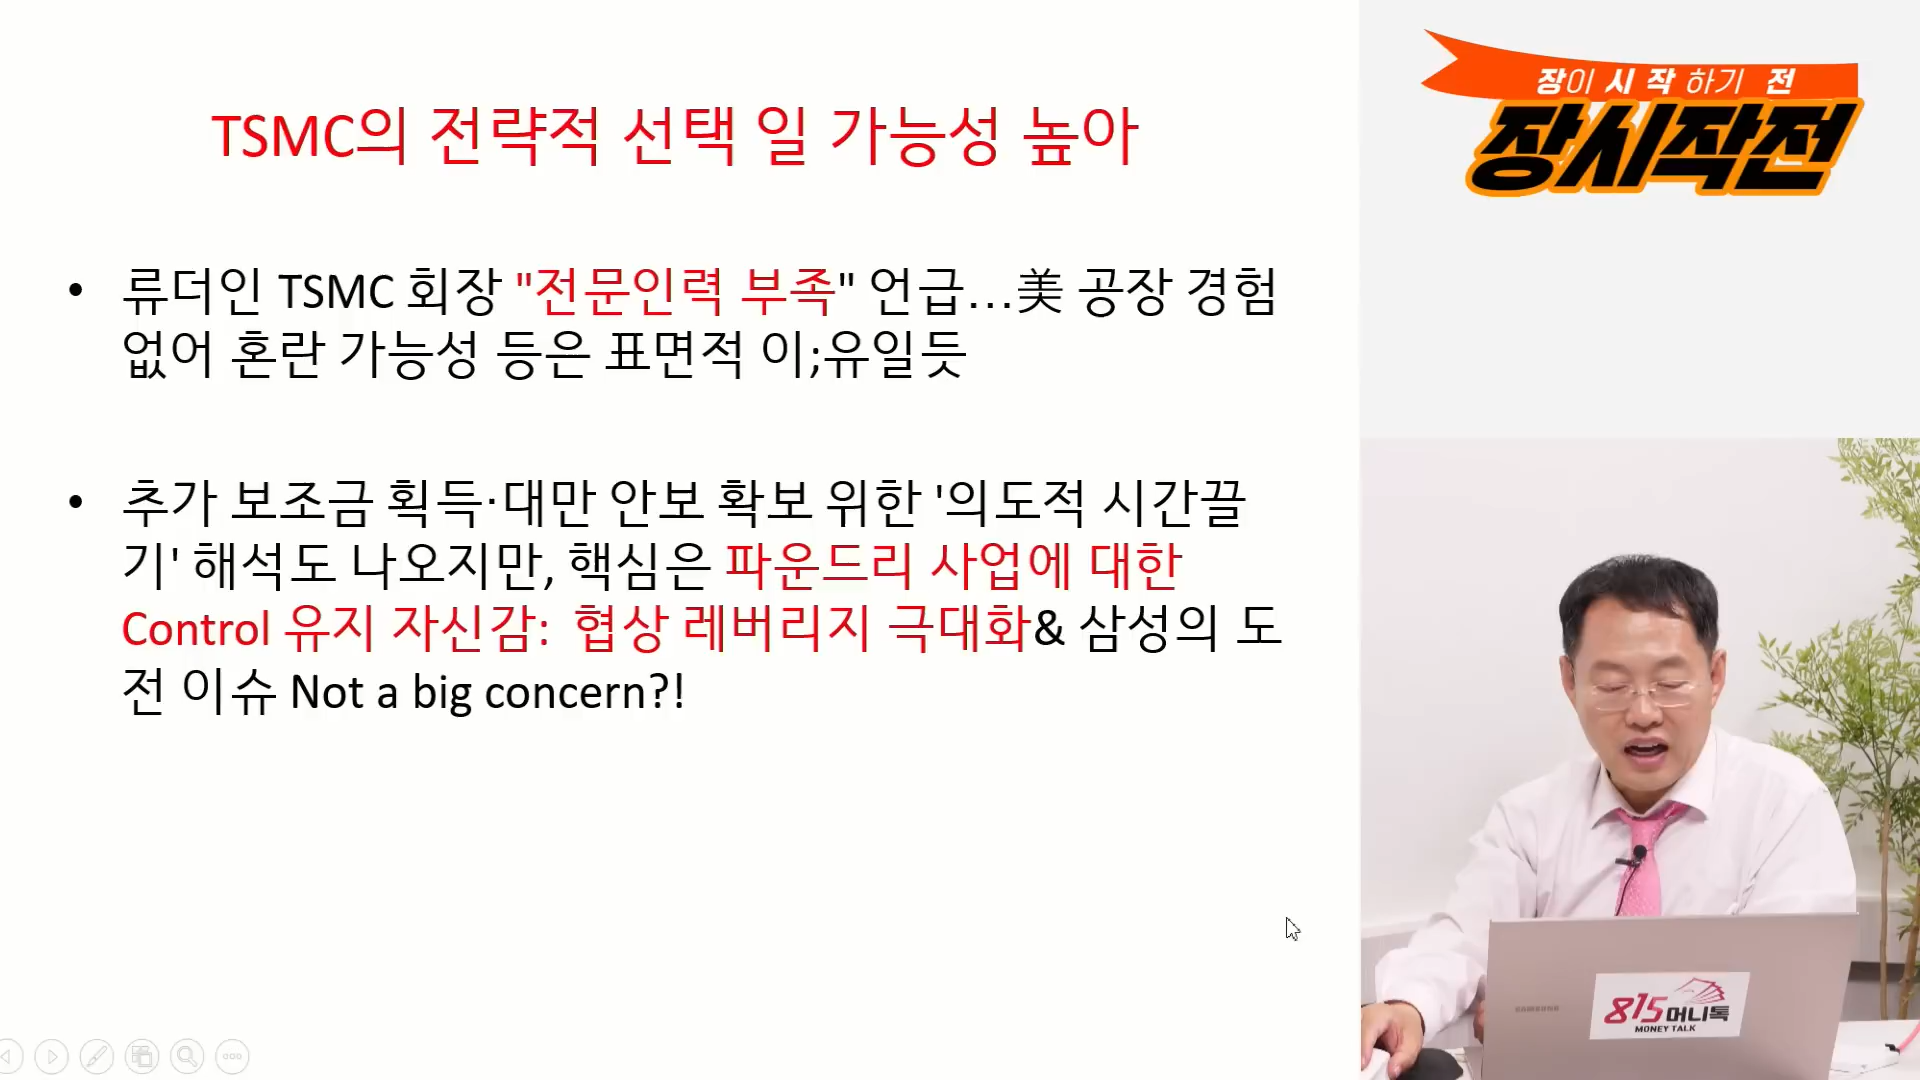 TSMC의 전략적 선택 일 가능성 높아
• 류더인 TSMC 회장 "전문인력 부족" 언급...美 공장 경험
없어 혼란 가능성 등은 표면적 이;유일듯
• 추가 보조금 획득·대만 안보 확보 위한 '의도적 시간끌
기' 해석도 나오지만, 핵심은 파운드리 사업에 대한
Control 유지 자신감: 협상 레버리지 극대화& 삼성의 도
전 이슈 Not a big concern?!
장이 시작하기 전
장시작전
SAMSUNG
815머니톡
MONEY TALK